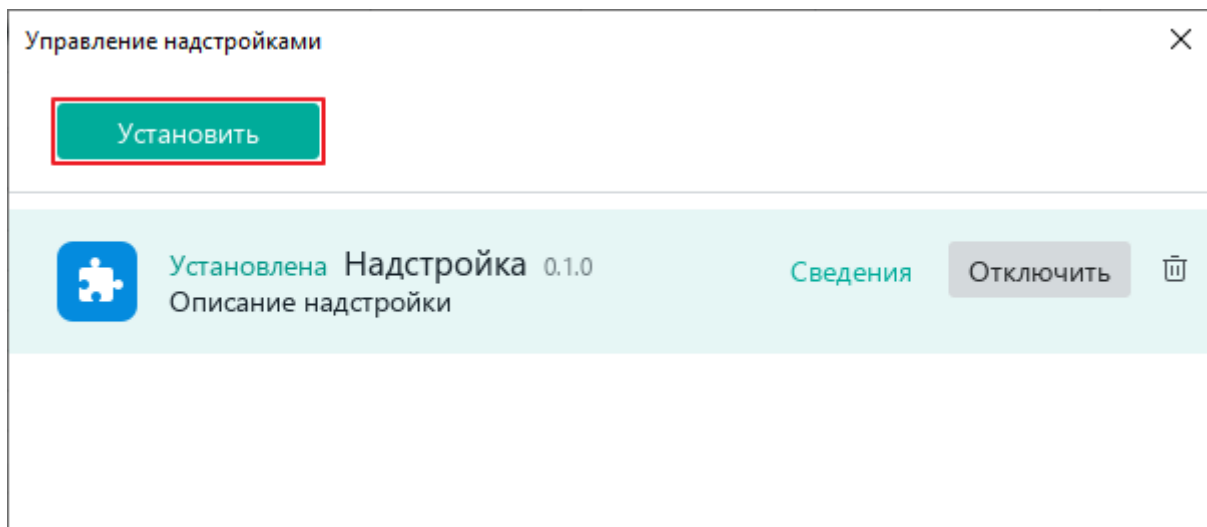 Управление надстройками
Установить
Установлена Надстройка 0.1.0 Сведения Отключить
Описание надстройки